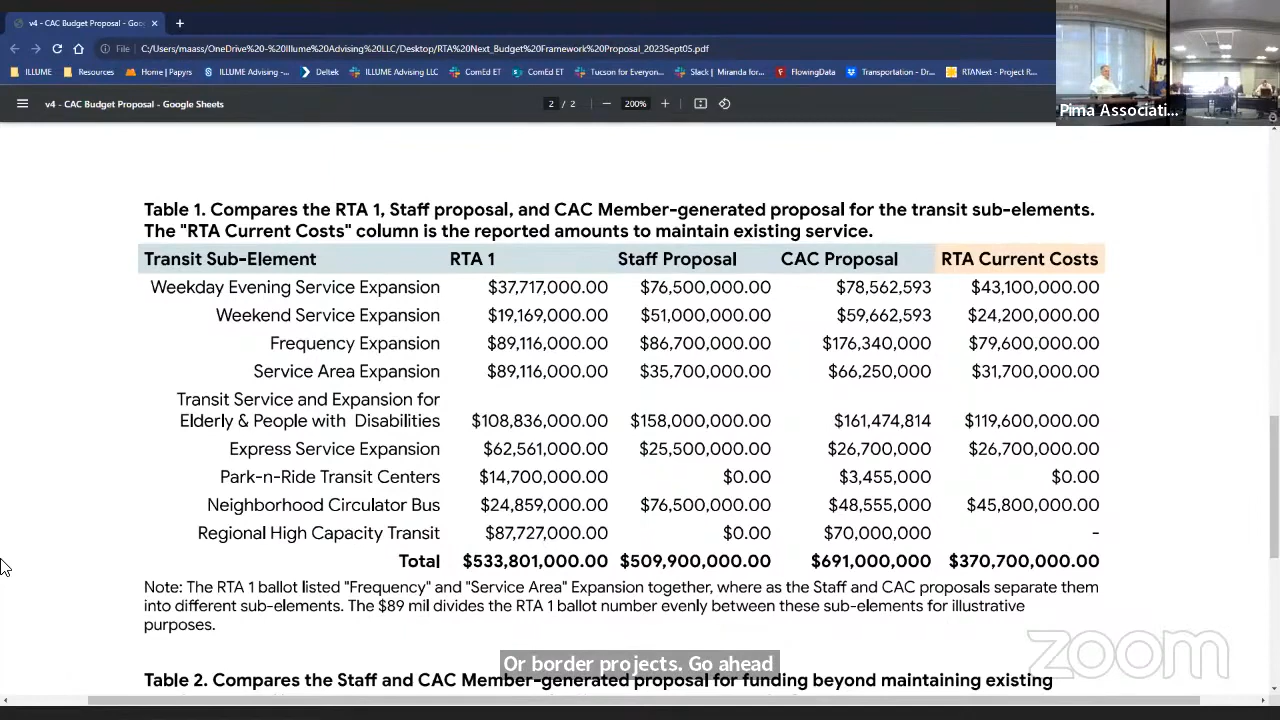 v4 - CAC Budget Proposal - Goo
File
C:/Users/maass/OneDrive%20-%20Illume%20Advising%20LLC/Desktop/RTA%20Next_Budget%20Framework%20Proposal_2023Sept05.pdf
ILLUME Resources Home | Papyrs ILLUME Advising -... Deltek ILLUME Advising LLC ComEd ET ComEd ET Tucson for Everyon... Slack | Miranda for... FlowingData Transportation - Dr... RTANext - Project R...
Pima Associati...
v4 - CAC Budget Proposal - Google Sheets 2 / 2 200%
Table 1. Compares the RTA 1, Staff proposal, and CAC Member-generated proposal for the transit sub-elements.
The "RTA Current Costs" column is the reported amounts to maintain existing service.
Transit Sub-Element RTA 1 Staff Proposal CAC Proposal RTA Current Costs
Weekday Evening Service Expansion $37,717,000.00 $76,500,000.00 $78,562,593 $43,100,000.00
Weekend Service Expansion $19,169,000.00 $51,000,000.00 $59,662,593 $24,200,000.00
Frequency Expansion $89,116,000.00 $86,700,000.00 $176,340,000 $79,600,000.00
Service Area Expansion $89,116,000.00 $35,700,000.00 $66,250,000 $31,700,000.00
Transit Service and Expansion for
Elderly & People with Disabilities $108,836,000.00 $158,000,000.00 $161,474,814 $119,600,000.00
Express Service Expansion $62,561,000.00 $25,500,000.00 $26,700,000 $26,700,000.00
Park-n-Ride Transit Centers $14,700,000.00 $0.00 $3,455,000 $0.00
Neighborhood Circulator Bus $24,859,000.00 $76,500,000.00 $48,555,000 $45,800,000.00
Regional High Capacity Transit $87,727,000.00 $0.00 $70,000,000 -
Total $533,801,000.00 $509,900,000.00 $691,000,000 $370,700,000.00
Note: The RTA 1 ballot listed "Frequency" and "Service Area" Expansion together, where as the Staff and CAC proposals separate them
into different sub-elements. The $89 mil divides the RTA 1 ballot number evenly between these sub-elements for illustrative
purposes.
zoom
Or border projects. Go ahead
Table 2. Compares the Staff and CAC Member-generated proposal for funding beyond maintaining existing